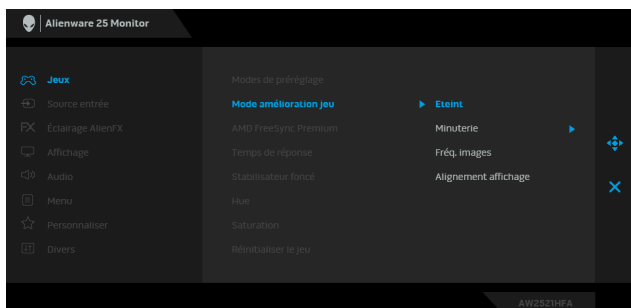 Alienware 25 Monitor
Jeux
Source entrée
Éclairage AlienFX
Affichage
Audio
Menu
Personnaliser
Divers
Modes de préréglage
Mode amélioration jeu
AMD FreeSync Premium
Temps de réponse
Stabilisateur foncé
Hue
Saturation
Réinitialiser le jeu
Eteint
Minuterie
Fréq. images
Alignement affichage
AW2521HFA